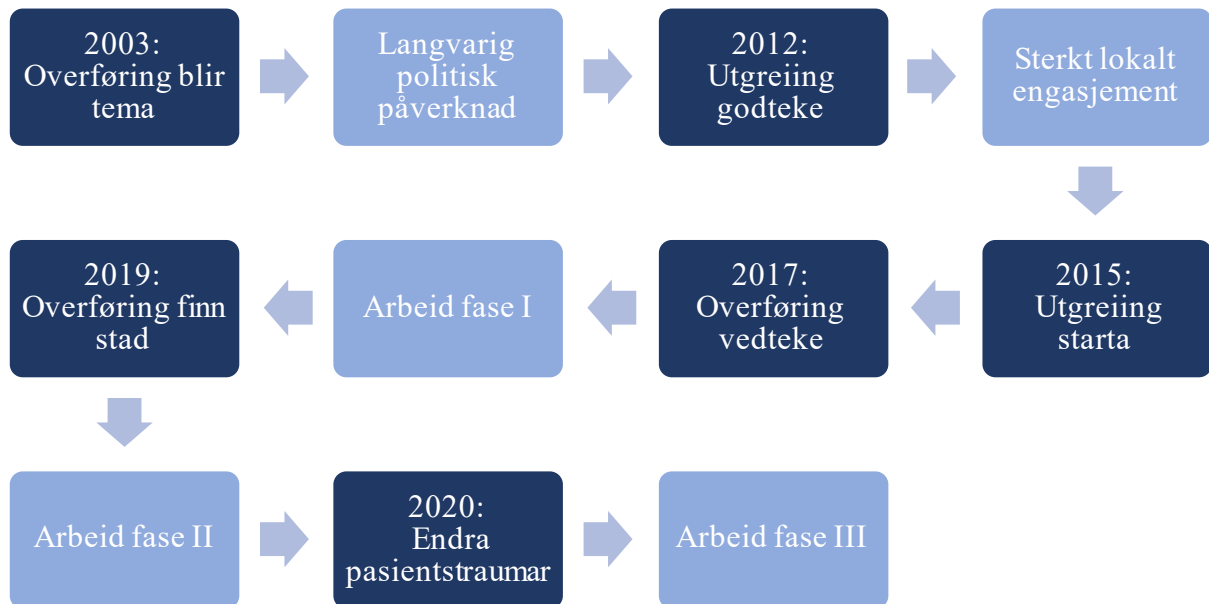 2003:
Overføring blir
tema
Langvarig
politisk
påverknad
2012:
Utgreiing
godteke
Sterkt lokalt
engasjement
2015:
Utgreiing
starta
2017:
Overføring
vedteke
Arbeid fase I
2019:
Overføring finn
stad
Arbeid fase II
2020:
Endra
pasientstraumar
Arbeid fase III